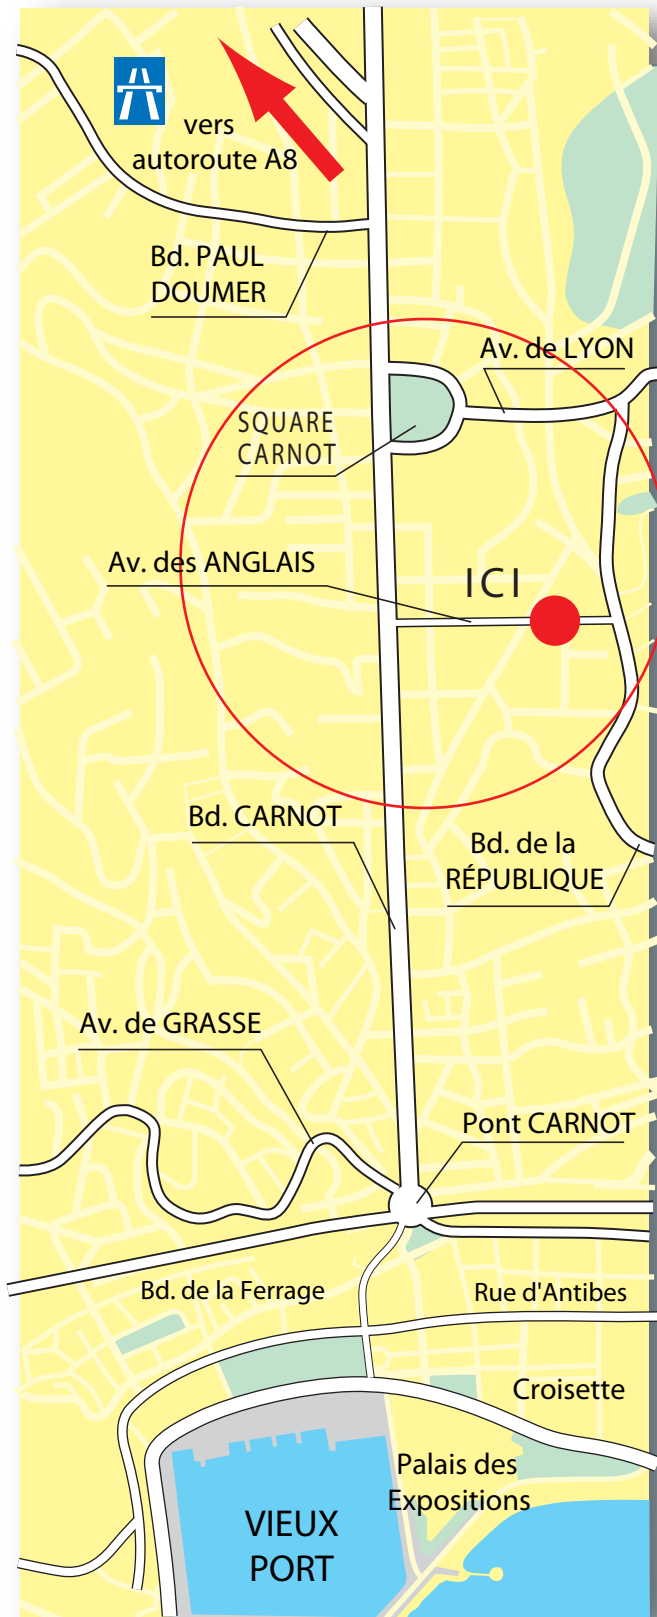 vers
autoroute A8
Bd. PAUL
DOUMER
Av. de LYON
SQUARE
CARNOT
Av. des ANGLAIS
ICI
Bd. CARNOT
Bd. de la
RÉPUBLIQUE
Av. de GRASSE
Pont CARNOT
Bd. de la Ferrage
Rue d'Antibes
Croisette
Palais des
Expositions
VIEUX
PORT